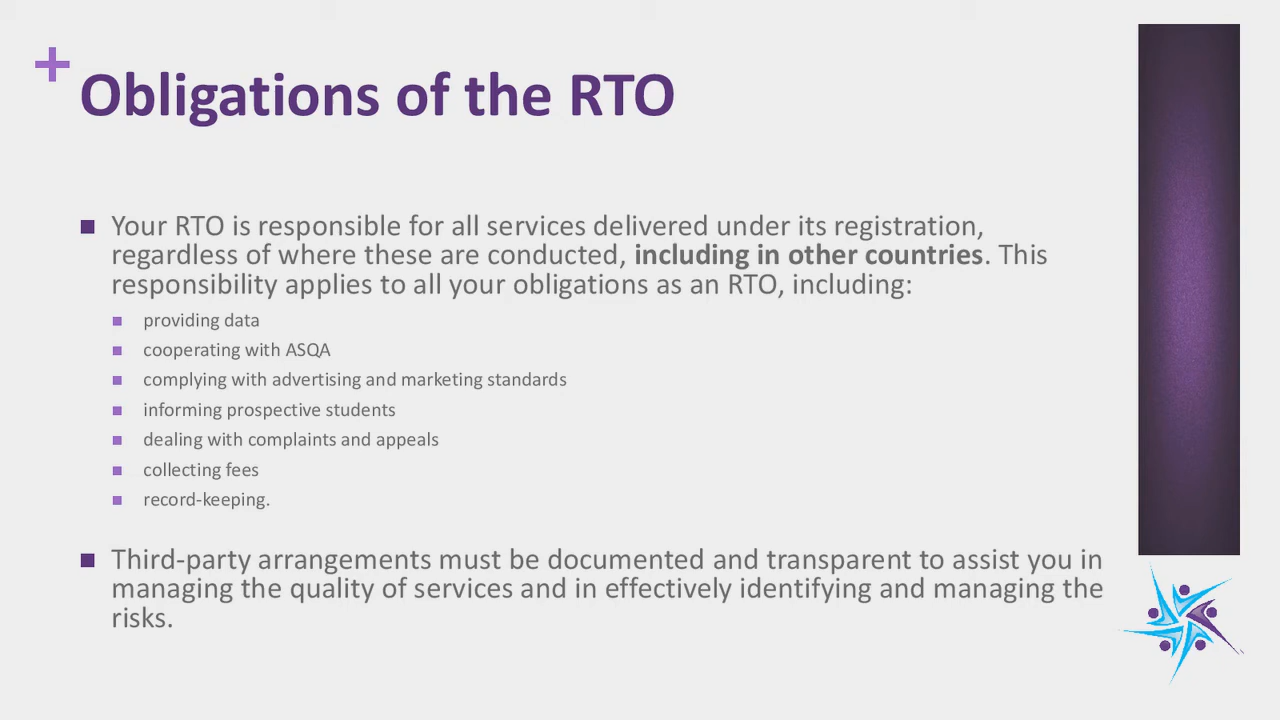 +
Obligations of the RTO
Your RTO is responsible for all services delivered under its registration,
regardless of where these are conducted, including in other countries. This
responsibility applies to all your obligations as an RTO, including:
providing data
cooperating with ASQA
complying with advertising and marketing standards
informing prospective students
dealing with complaints and appeals
collecting fees
record-keeping.
Third-party arrangements must be documented and transparent to assist you in
managing the quality of services and in effectively identifying and managing the
risks.